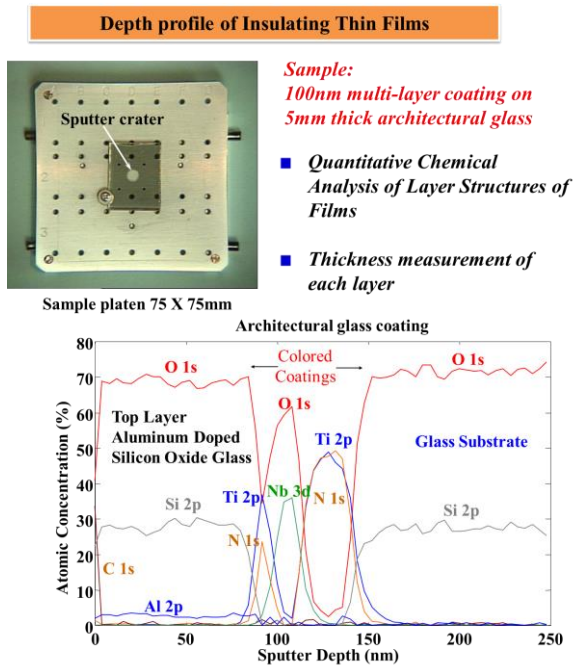 Depth profile of Insulating Thin Films
Sputter crater
Sample platen 75 X 75mm
Sample:
100nm multi-layer coating on
5mm thick architectural glass
Quantitative Chemical
Analysis of Layer Structures of
Films
Thickness measurement of
each layer
Architectural glass coating
Atomic Concentration (%)
80
70
60
50
40
30
20
10
0
O 1s
Colored
Coatings
O 1s
O 1s
Top Layer
Aluminum Doped
Silicon Oxide Glass
Ti 2p
Glass Substrate
Si 2p
Ti 2p
Nb 3d
N 1s
Si 2p
N 1s
C 1s
Al 2p
0 50 100 150 200 250
Sputter Depth (nm)